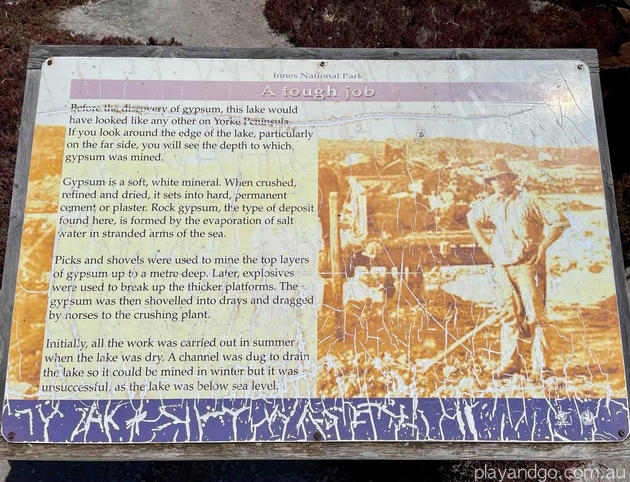 Innes National Park
A tough job
Before the discovery of gypsum, this lake would
have looked like any other on Yorke Peninsula.
If you look around the edge of the lake, particularly
on the far side, you will see the depth to which
gypsum was mined.
Gypsum is a soft, white mineral. When crushed,
refined and dried, it sets into hard, permanent
cement or plaster. Rock gypsum, the type of deposit
found here, is formed by the evaporation of salt
water in stranded arms of the sea.
Picks and shovels were used to mine the top layers
of gypsum up to a metre deep. Later, explosives
were used to break up the thicker platforms. The
gypsum was then shovelled into drays and dragged
by horses to the crushing plant.
Initially, all the work was carried out in summer
when the lake was dry. A channel was dug to drain
the lake so it could be mined in winter but it was
unsuccessful, as the lake was below sea level.
playandgo.com.au